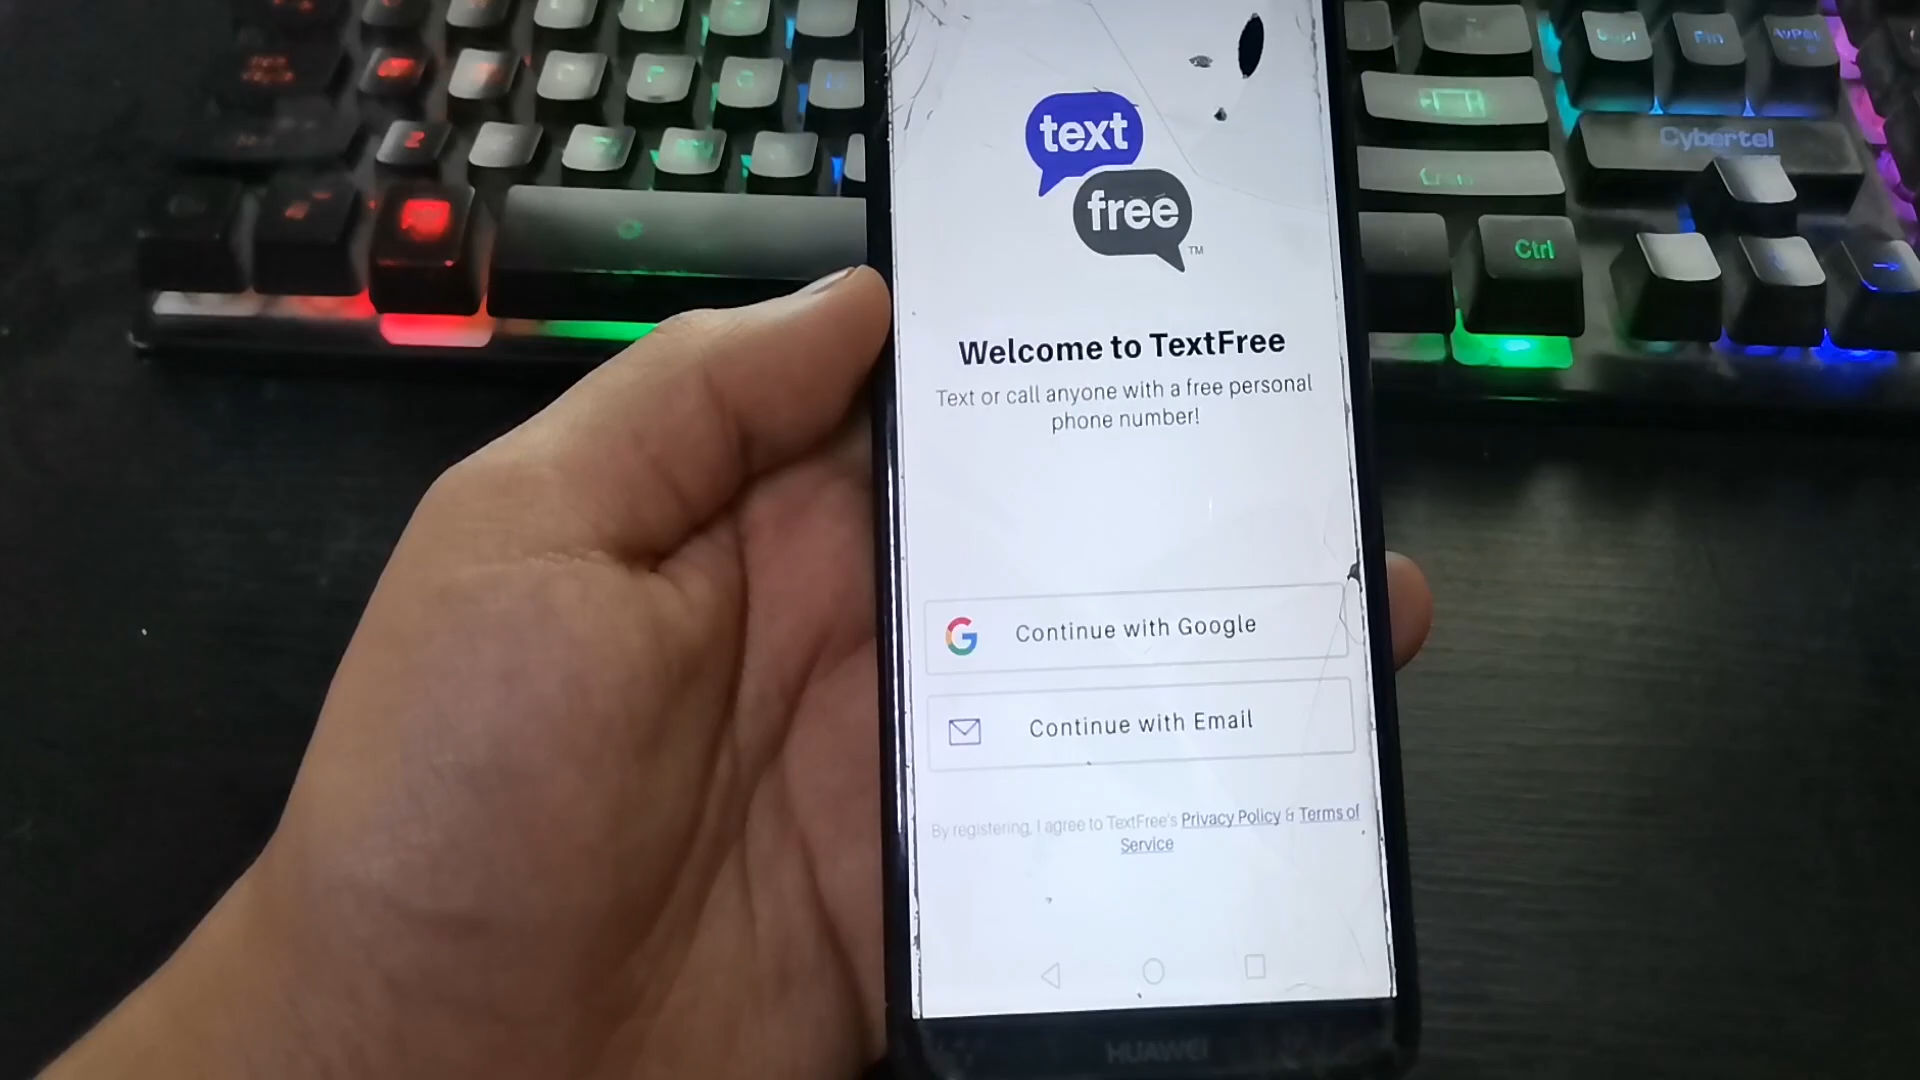 text
free
TM
Welcome to TextFree
Text or call anyone with a free personal
phone number!
Continue with Google
Continue with Email
By registering, I agree to TextFree's Privacy Policy & Terms of
Service
HUAWEI
Z
Fin
Cybertel
Ctrl